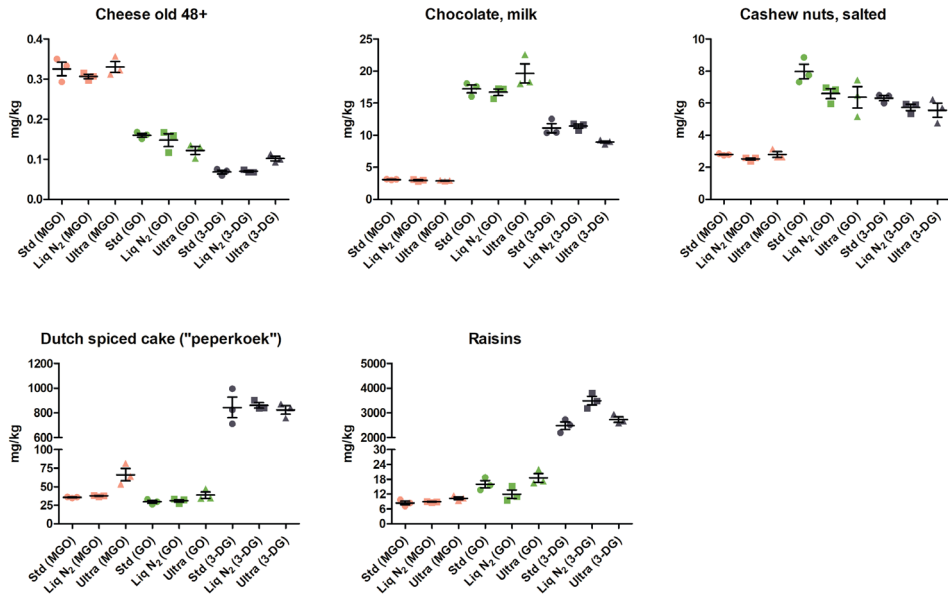 Cheese old 48+
0.4
0.3
0.2
0.1
0.0
mg/kg
Std (MGO)
Liq N₂ (MGO)
Ultra (MGO)
Std (GO)
Liq N₂ (GO)
Ultra (GO)
Std (3-DG)
Liq N₂ (3-DG)
Ultra (3-DG)
Chocolate, milk
25
20
15
10
5
0
mg/kg
Std (MGO)
Liq N₂ (MGO)
Ultra (MGO)
Std (GO)
Liq N₂ (GO)
Ultra (GO)
Std (3-DG)
Liq N₂ (3-DG)
Ultra (3-DG)
Cashew nuts, salted
10
8
6
4
2
0
mg/kg
Std (MGO)
Liq N₂ (MGO)
Ultra (MGO)
Std (GO)
Liq N₂ (GO)
Ultra (GO)
Std (3-DG)
Liq N₂ (3-DG)
Ultra (3-DG)
Dutch spiced cake ("peperkoek")
1200
1000
800
600
100
75
50
25
0
mg/kg
Std (MGO)
Liq N₂ (MGO)
Ultra (MGO)
Std (GO)
Liq N₂ (GO)
Ultra (GO)
Std (3-DG)
Liq N₂ (3-DG)
Ultra (3-DG)
Raisins
5000
4000
3000
2000
30
24
18
12
6
0
mg/kg
Std (MGO)
Liq N₂ (MGO)
Ultra (MGO)
Std (GO)
Liq N₂ (GO)
Ultra (GO)
Std (3-DG)
Liq N₂ (3-DG)
Ultra (3-DG)